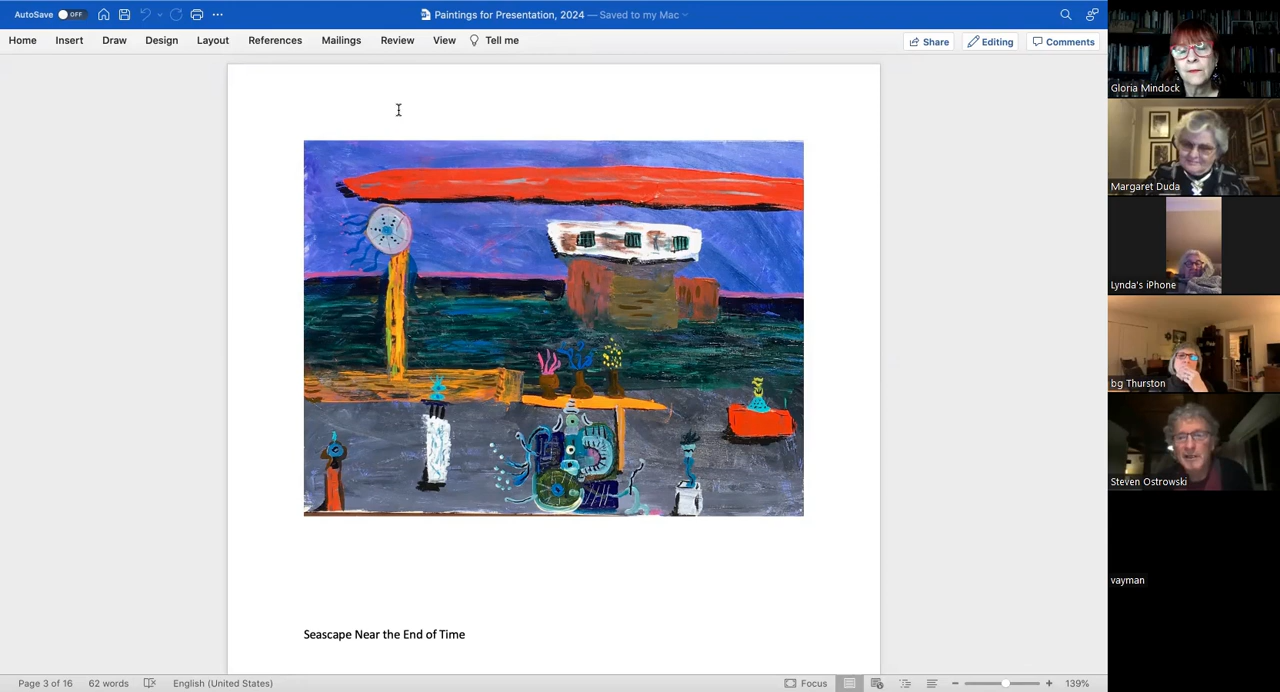 AutoSave OFF
Paintings for Presentation, 2024 — Saved to my Mac
Home Insert Draw Design Layout References Mailings Review View Tell me
Share Editing Comments
Gloria Mindock
Margaret Duda
Lynda's iPhone
bg Thurston
Steven Ostrowski
vayman
Seascape Near the End of Time
Page 3 of 16 62 words English (United States) Focus 139%